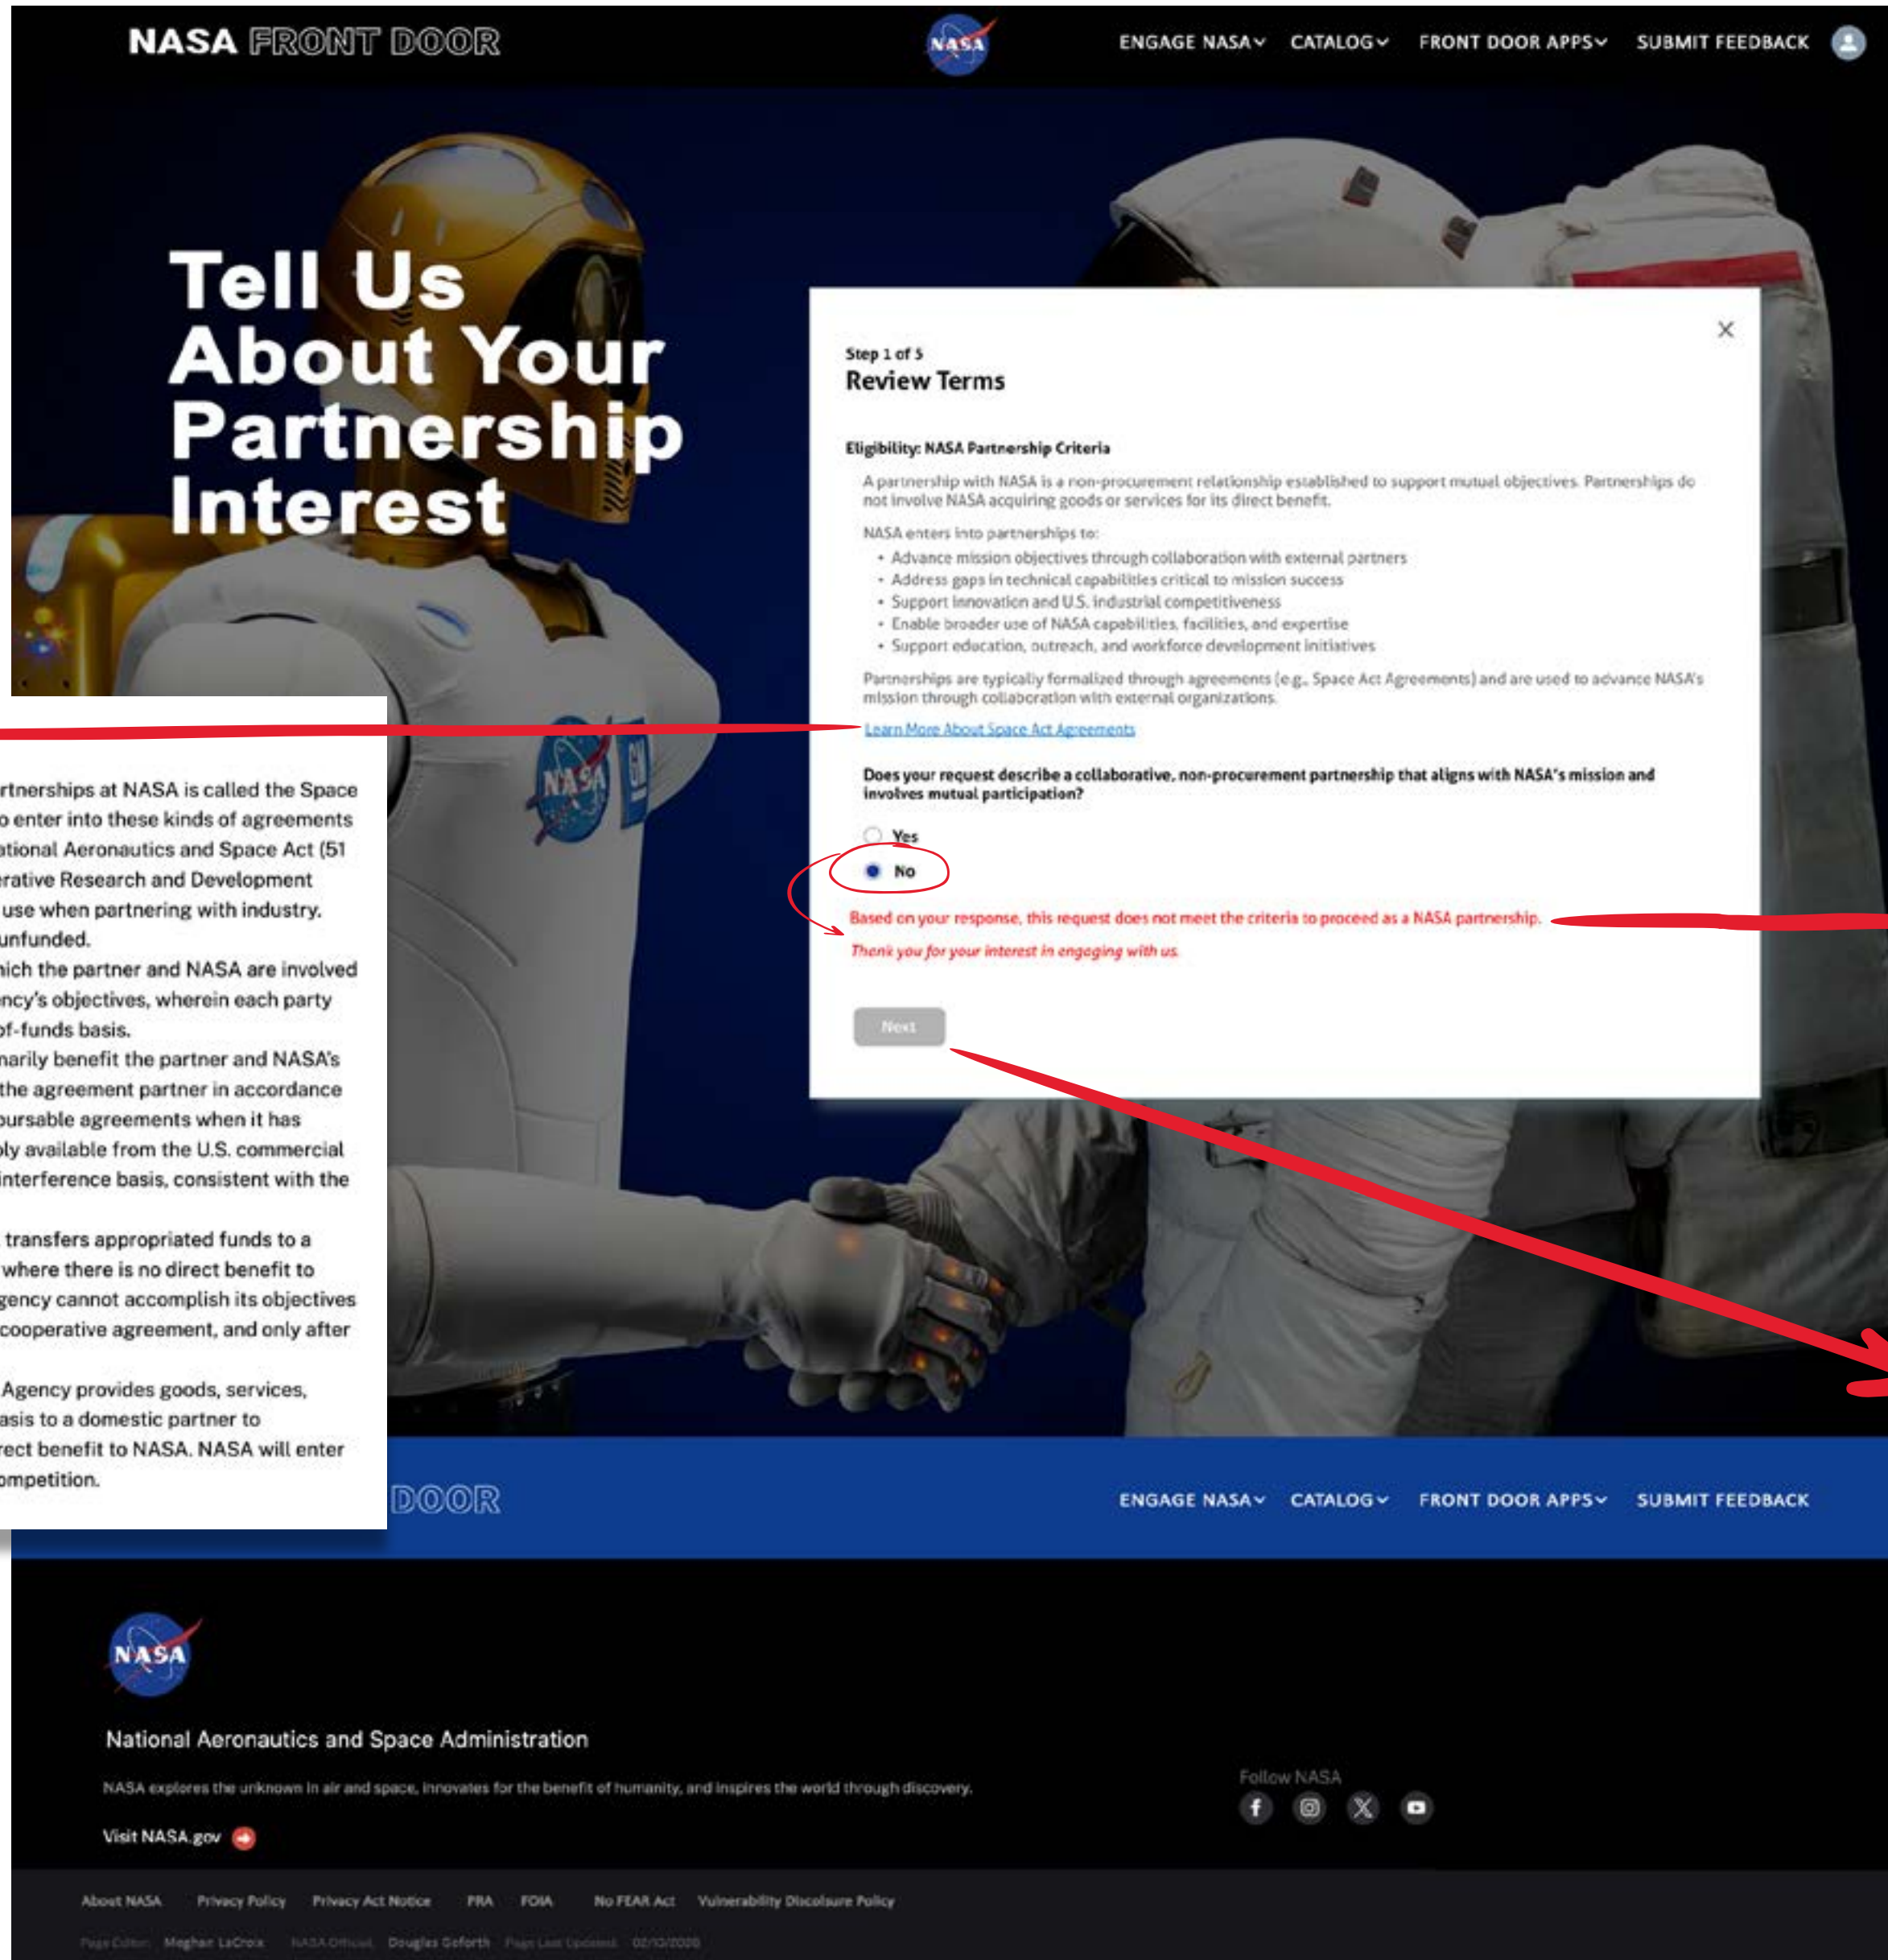 NASA FRONT DOOR
NASA
ENGAGE NASA
CATALOG
FRONT DOOR APPS
SUBMIT FEEDBACK
Tell Us
About Your
Partnership
Interest
Step 1 of 5
Review Terms
Eligibility: NASA Partnership Criteria
A partnership with NASA is a non-procurement relationship established to support mutual objectives. Partnerships do
not involve NASA acquiring goods or services for its direct benefit.
NASA enters into partnerships to:
• Advance mission objectives through collaboration with external partners
• Address gaps in technical capabilities critical to mission success
• Support innovation and U.S. industrial competitiveness
• Enable broader use of NASA capabilities, facilities, and expertise
• Support education, outreach, and workforce development initiatives
Partnerships are typically formalized through agreements (e.g., Space Act Agreements) and are used to advance NASA's
mission through collaboration with external organizations.
Learn More About Space Act Agreements
Does your request describe a collaborative, non-procurement partnership that aligns with NASA's mission and
involves mutual participation?
Yes
No
Based on your response, this request does not meet the criteria to proceed as a NASA partnership.
Thank you for your interest in engaging with us.
Next
NASA
GM
rtnerships at NASA is called the Space
o enter into these kinds of agreements
ational Aeronautics and Space Act (51
erative Research and Development
use when partnering with industry.
unfunded.
hich the partner and NASA are involved
ency's objectives, wherein each party
of-funds basis.
marily benefit the partner and NASA's
the agreement partner in accordance
bursable agreements when it has
bly available from the U.S. commercial
interference basis, consistent with the
transfers appropriated funds to a
where there is no direct benefit to
gency cannot accomplish its objectives
cooperative agreement, and only after
Agency provides goods, services,
asis to a domestic partner to
rect benefit to NASA. NASA will enter
ompetition.
DOOR
ENGAGE NASA
CATALOG
FRONT DOOR APPS
SUBMIT FEEDBACK
NASA
National Aeronautics and Space Administration
NASA explores the unknown in air and space, innovates for the benefit of humanity, and inspires the world through discovery.
Visit NASA.gov
Follow NASA
About NASA
Privacy Policy
Privacy Act Notice
PRA
FOIA
No FEAR Act
Vulnerability Discolsure Policy
Page Editor: Meghan LaCroix
NASA Official: Douglas Goforth
Page Last Updated: